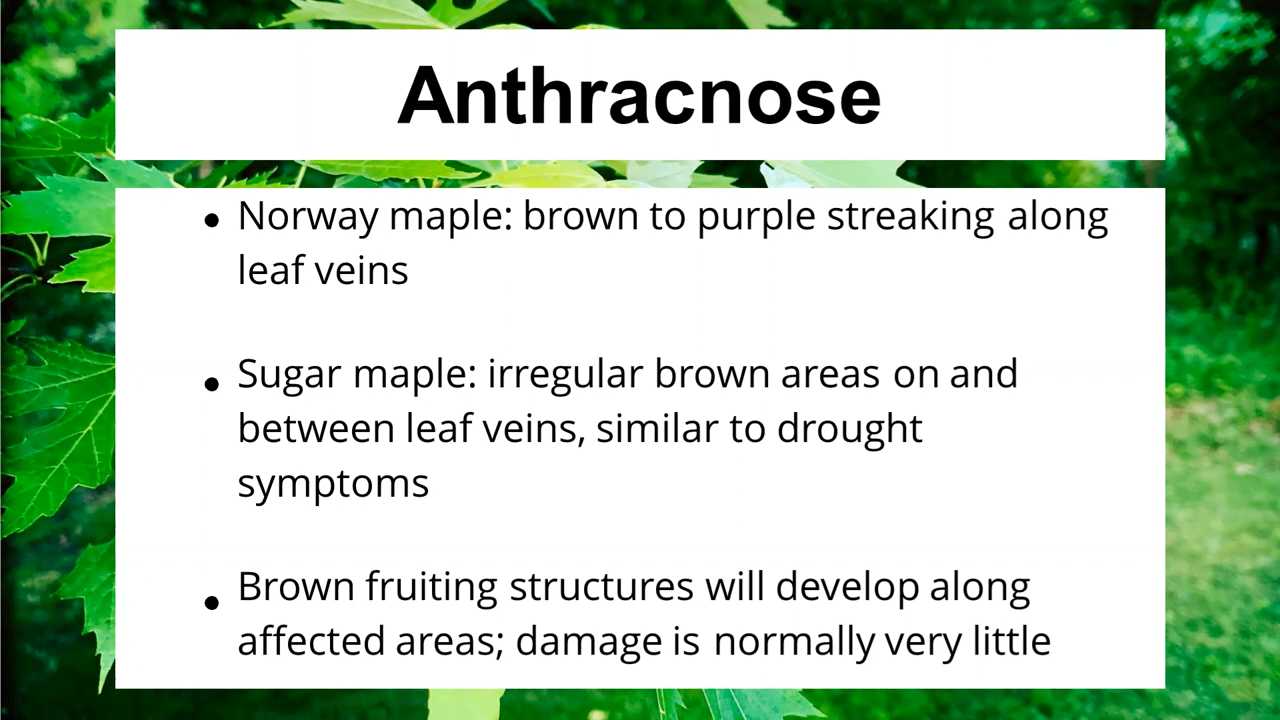 Anthracnose
• Norway maple: brown to purple streaking along
leaf veins
• Sugar maple: irregular brown areas on and
between leaf veins, similar to drought
symptoms
• Brown fruiting structures will develop along
affected areas; damage is normally very little